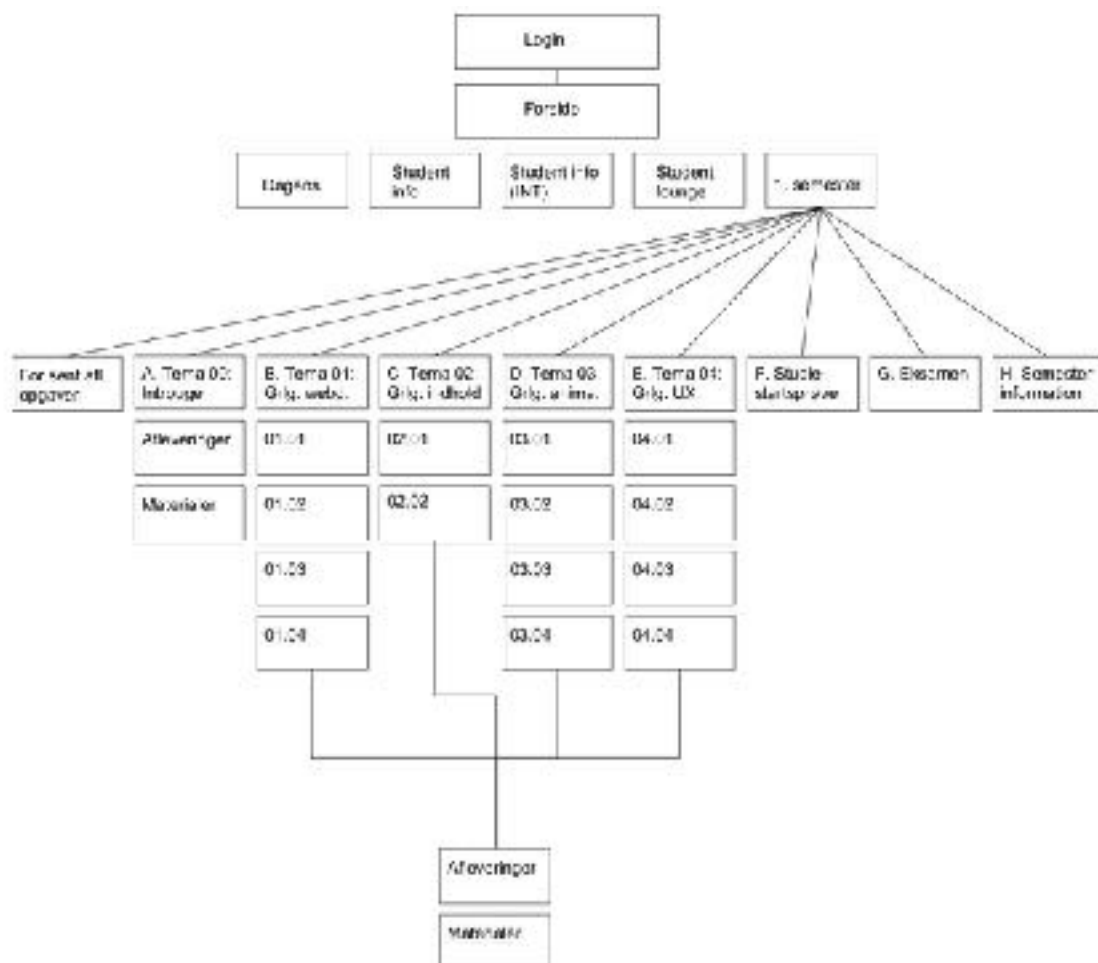 Login
Forside
Student
info
Student info
(INT)
Student
lounge
1. semester
For sent afl.
opgaver
A. Tema 00:
Introuge
B. Tema 01:
Grlg. webd.
C. Tema 02
Grlg. indhold
D. Tema 03
Grlg. anima.
E. Tema 04:
Grlg. UX
F. Studie-
startsprøve
G. Eksamen
H. Semester
information
Afleveringer
01.01
02.01
03.01
04.01
Materialer
01.02
02.02
03.02
04.02
01.03
03.03
04.03
01.04
03.04
04.04
Afleveringer
Materialer